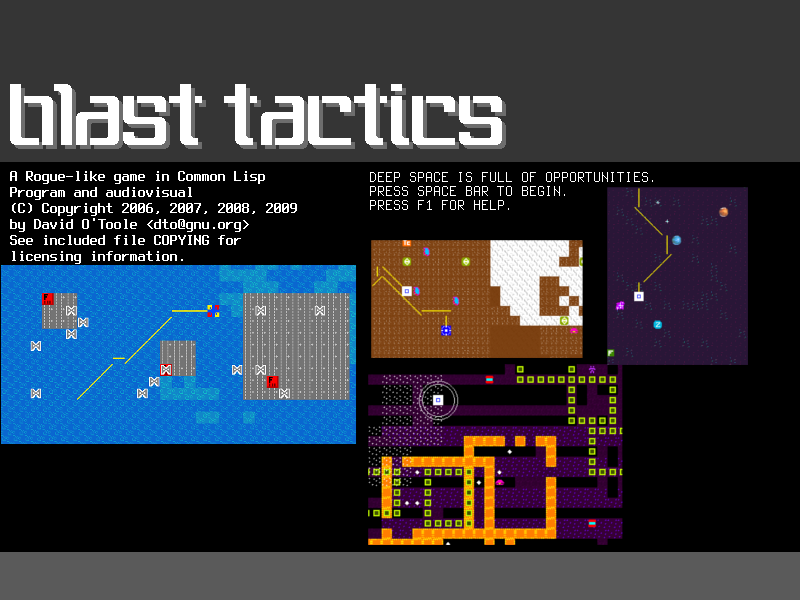 blast tactics
A Rogue-like game in Common Lisp
Program and audiovisual
(C) Copyright 2006, 2007, 2008, 2009
by David O'Toole <dto@gnu.org>
See included file COPYING for
licensing information.
DEEP SPACE IS FULL OF OPPORTUNITIES.
PRESS SPACE BAR TO BEGIN.
PRESS F1 FOR HELP.